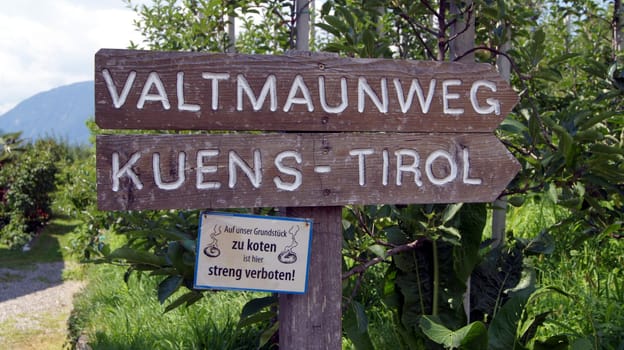 VALTMAUNWEG
KUENS-TIROL
Auf unser Grundstück
zu koten
ist hier
streng verboten!